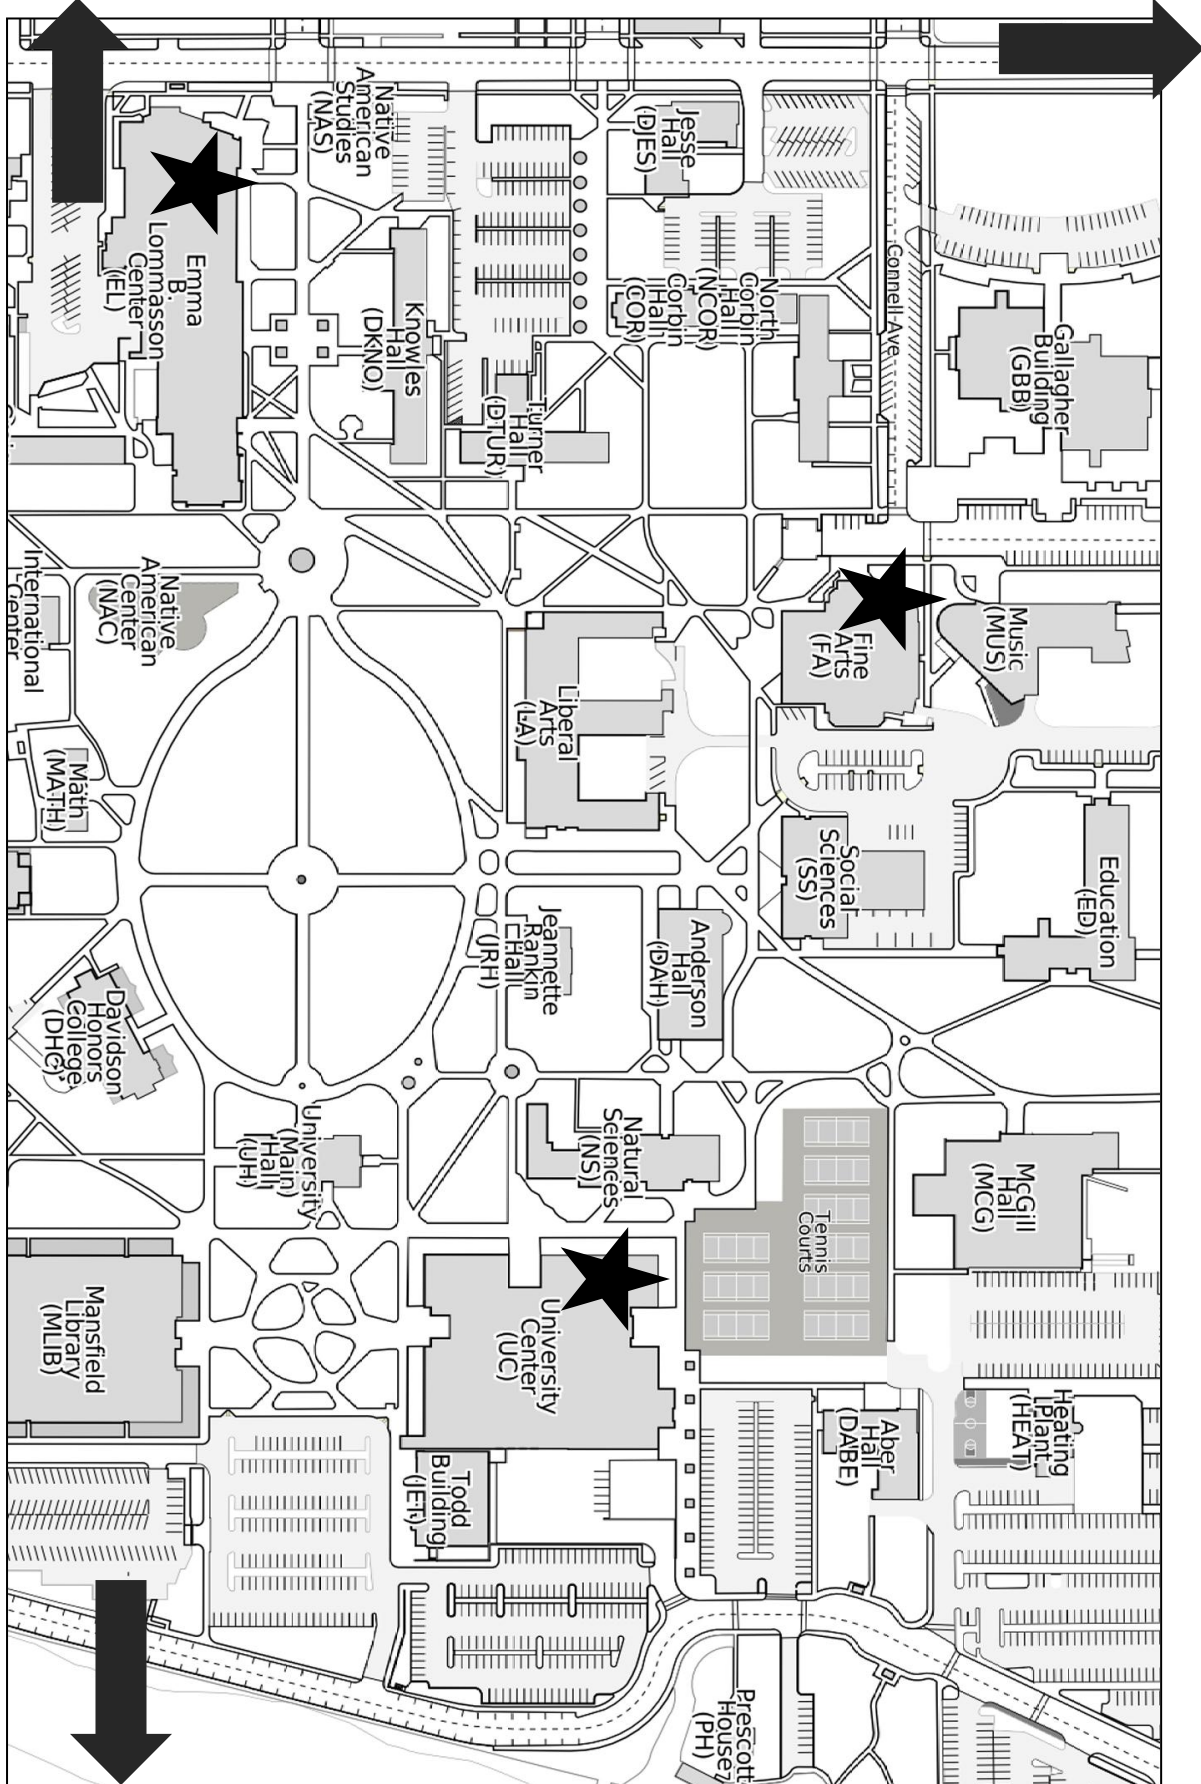 Gallagher
Building
(GBB)
Music
(MUS)
Education
(ED)
McGill
Hall
(MCG)
Heating
Plant
(HEAT)
Connell Ave
Fine
Arts
(FA)
Social
Sciences
(SS)
Tennis
Courts
Aber
Hall
(DABE)
North
Corbin
Hall
(NCOR)
Jesse
Hall
(DJES)
Corbin
Hall
(COR)
Anderson
Hall
(DAH)
Prescott
House
(PH)
Turner
Hall
(DTUR)
Liberal
Arts
(LA)
Jeannette
Rankin
Hall
(JRH)
Natural
Sciences
(NS)
University
Center
(UC)
Todd
Building
(JET)
Native
American
Studies
(NAS)
Knowles
Hall
(DKNO)
University
(Main)
Hall
(UH)
Emma
B.
Lommasson
Center
(EL)
Native
American
Center
(NAC)
Math
(MATH)
Davidson
Honors
College
(DHC)
Mansfield
Library
(MLIB)
International
Center